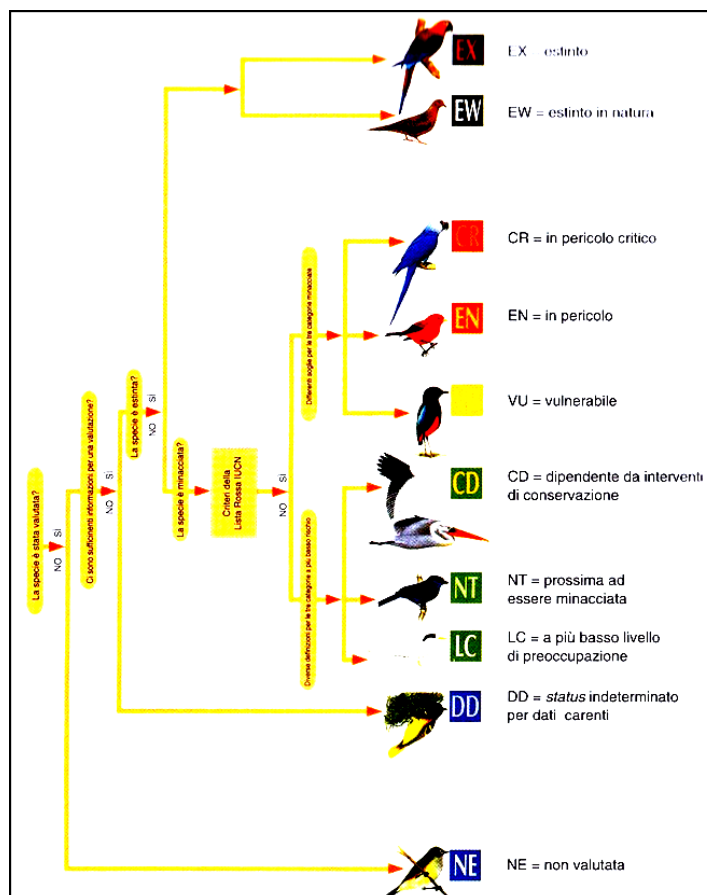 EX
EX = estinto
EW
EW = estinto in natura
CR
CR = in pericolo critico
EN
EN = in pericolo
VU = vulnerabile
CD
CD = dipendente da interventi
di conservazione
NT
NT = prossima ad
essere minacciata
LC
LC = a più basso livello
di preoccupazione
DD
DD = status indeterminato
per dati carenti
NE
NE = non valutata
La specie è stata valutata?
SÌ
NO
Ci sono sufficienti informazioni per una valutazione?
SÌ
NO
La specie è estinta?
SÌ
NO
La specie è minacciata?
Criteri della
Lista Rossa IUCN
SÌ
NO
Differenti soglie per le tre categorie minacciate
Diverse definizioni per le tre categorie a più basso rischio